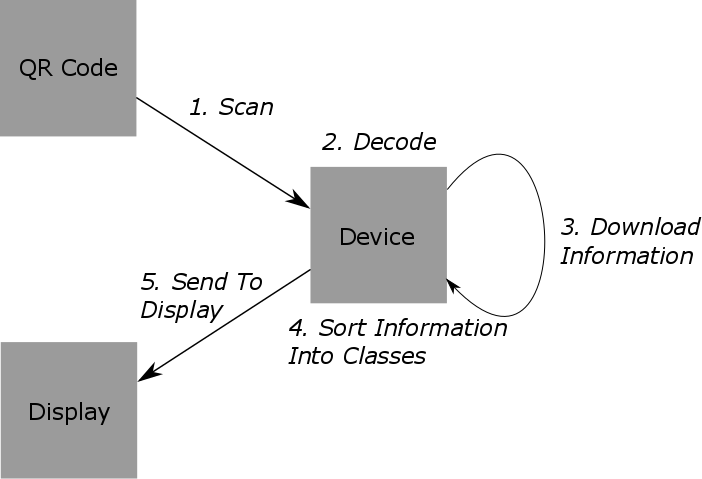 QR Code
1. Scan
2. Decode
Device
3. Download
Information
4. Sort Information
Into Classes
5. Send To
Display
Display